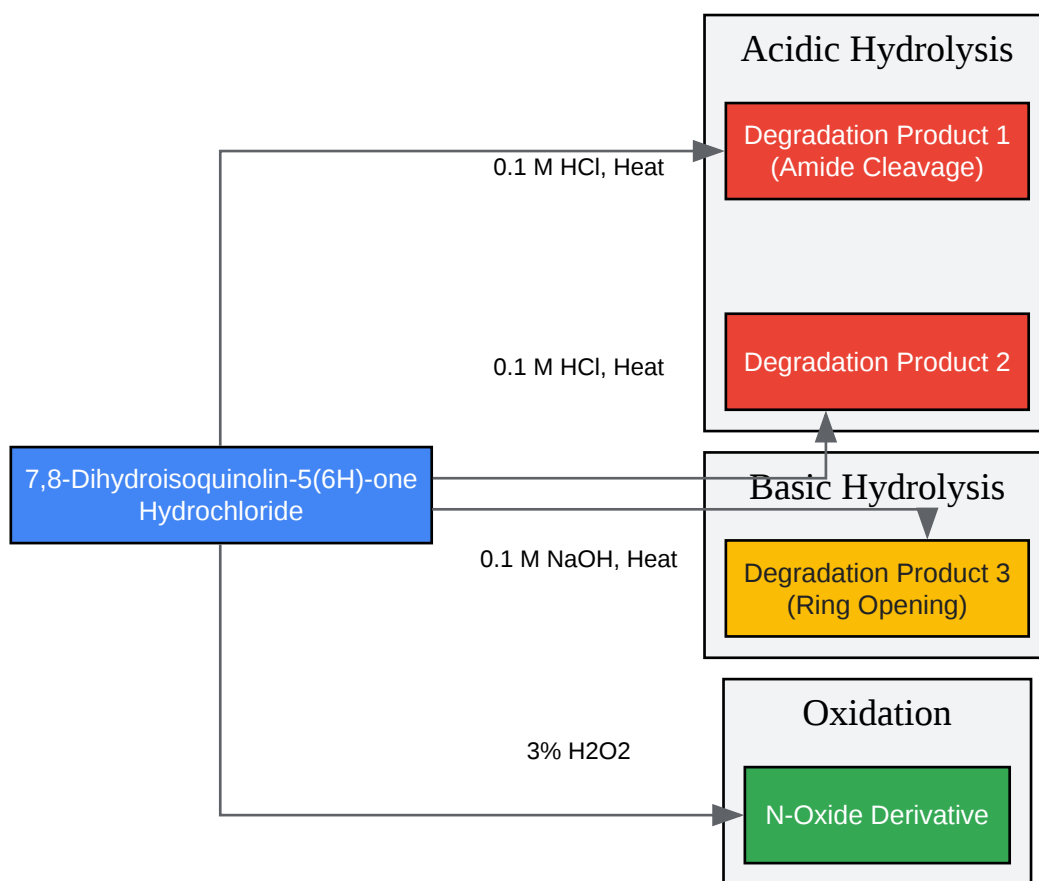 Acidic Hydrolysis
Degradation Product 1
(Amide Cleavage)
0.1 M HCl, Heat
Degradation Product 2
0.1 M HCl, Heat
7,8-Dihydroisoquinolin-5(6H)-one
Hydrochloride
Basic Hydrolysis
0.1 M NaOH, Heat
Degradation Product 3
(Ring Opening)
Oxidation
3% H2O2
N-Oxide Derivative